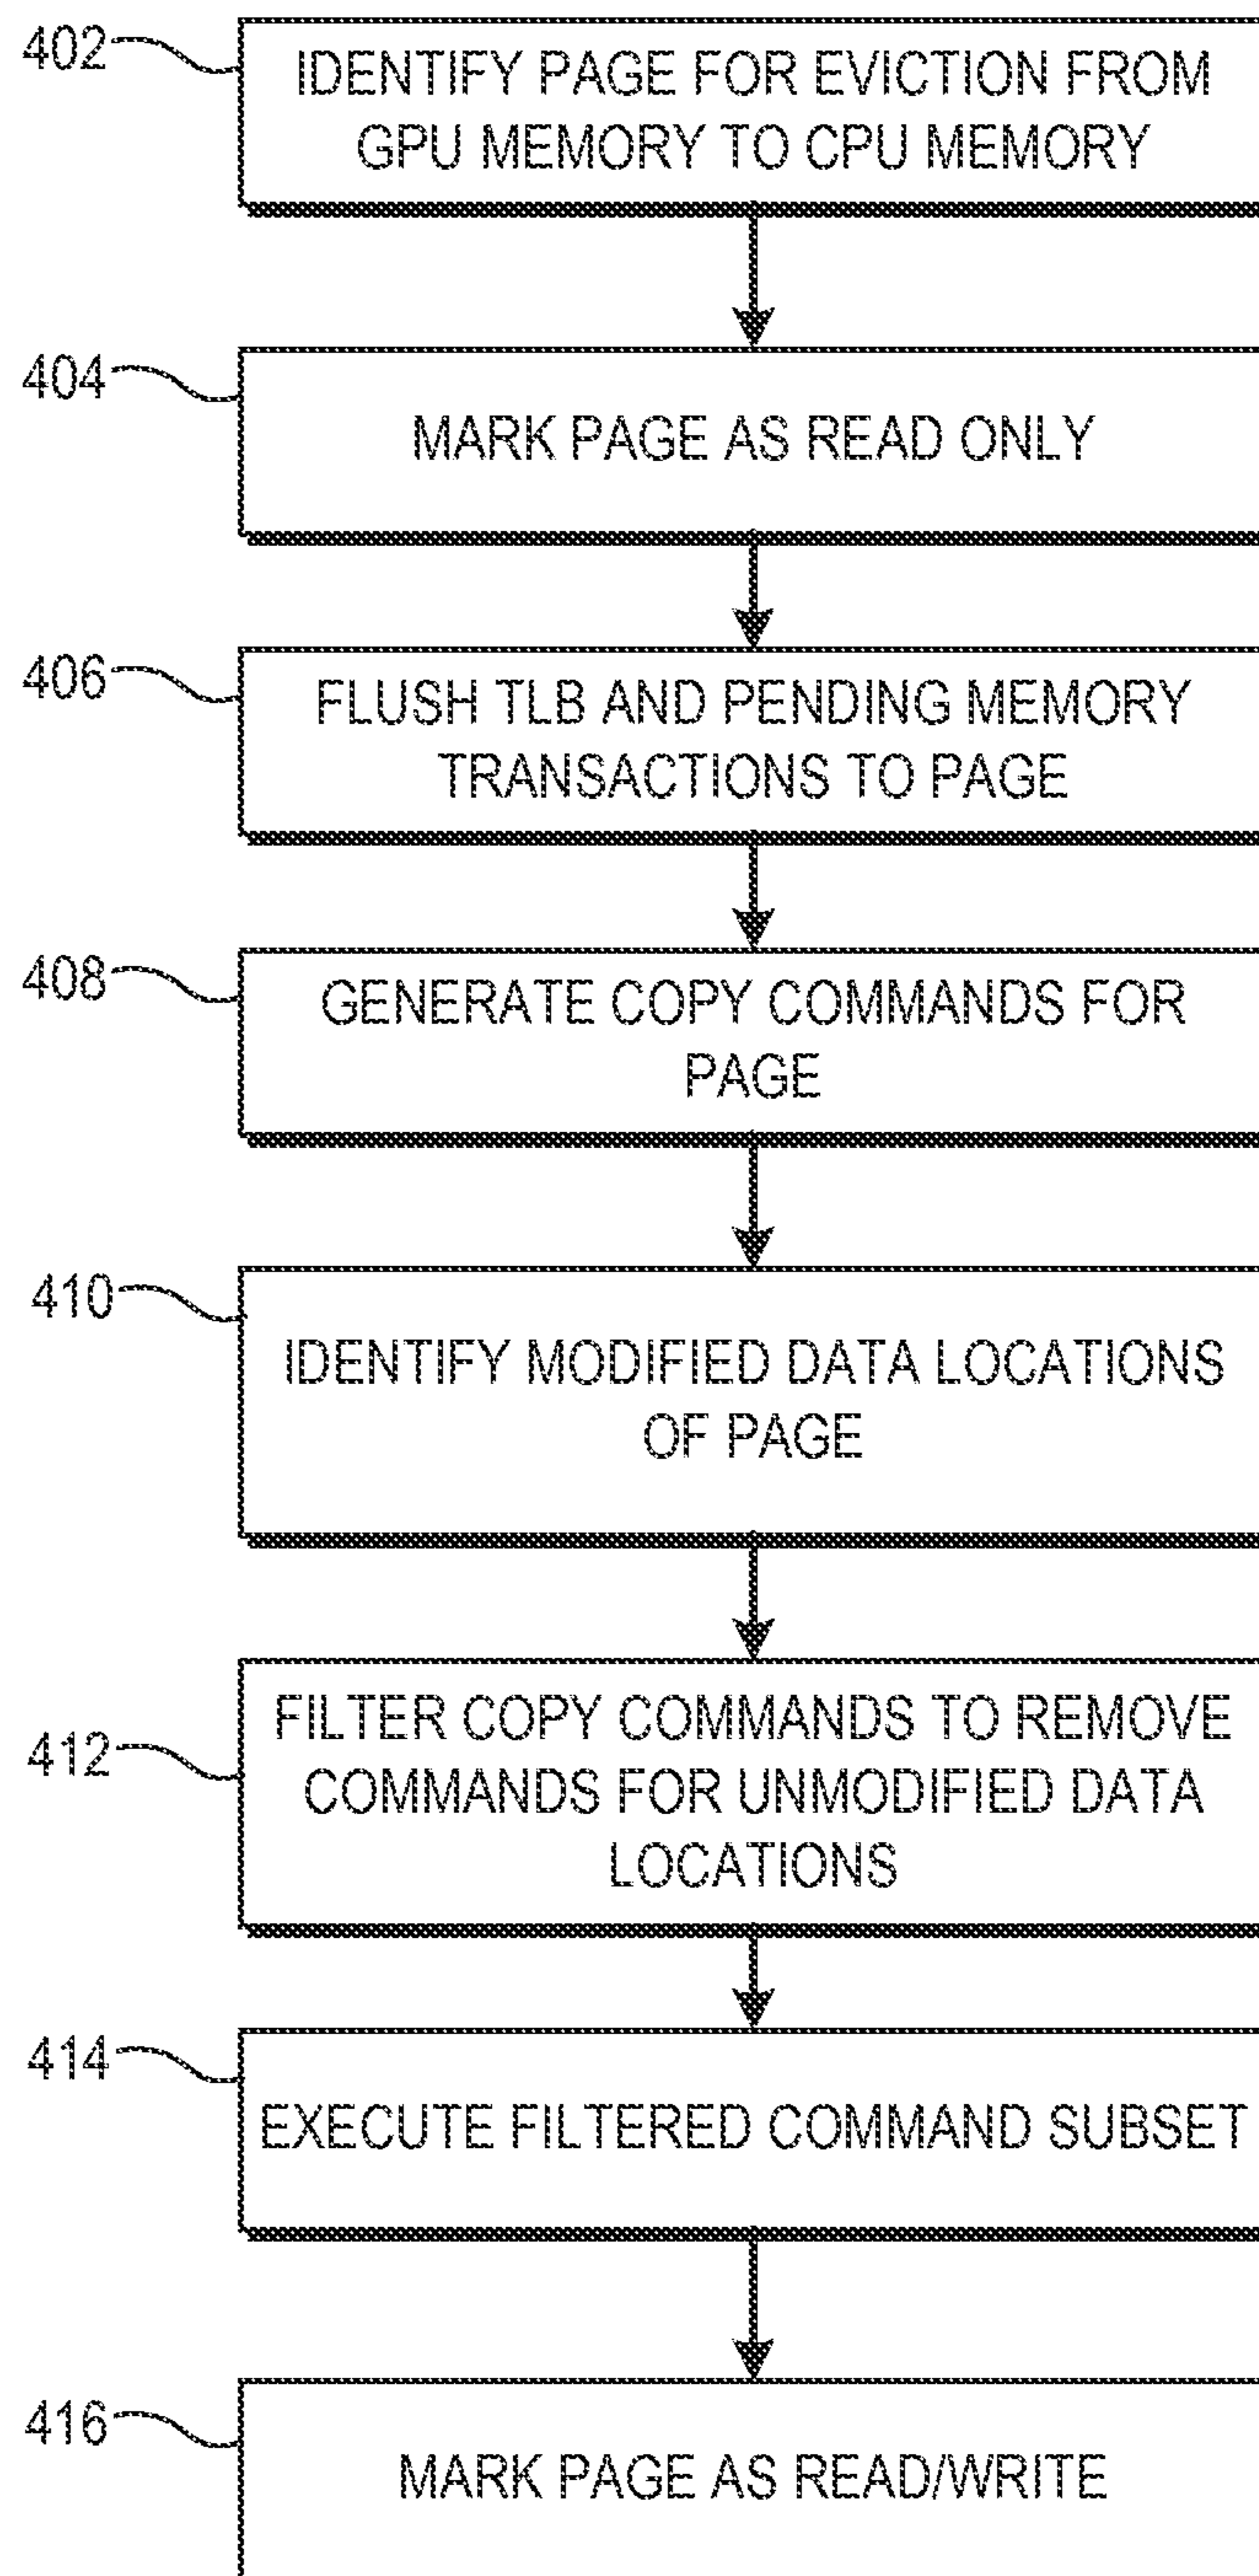 402
IDENTIFY PAGE FOR EVICTION FROM
GPU MEMORY TO CPU MEMORY
404
MARK PAGE AS READ ONLY
406
FLUSH TLB AND PENDING MEMORY
TRANSACTIONS TO PAGE
408
GENERATE COPY COMMANDS FOR
PAGE
410
IDENTIFY MODIFIED DATA LOCATIONS
OF PAGE
412
FILTER COPY COMMANDS TO REMOVE
COMMANDS FOR UNMODIFIED DATA
LOCATIONS
414
EXECUTE FILTERED COMMAND SUBSET
416
MARK PAGE AS READ/WRITE